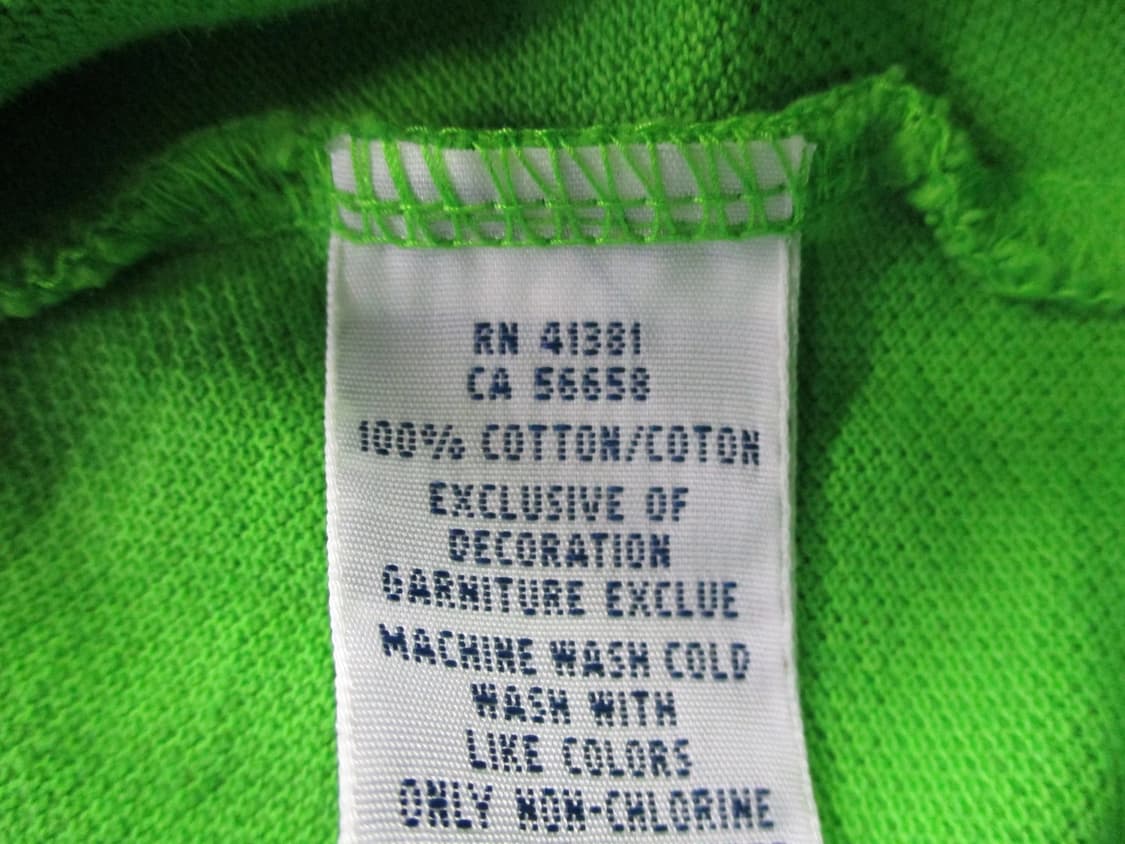 RN 41381
CA 56658
100% COTTON/COTON
EXCLUSIVE OF
DECORATION
GARNITURE EXCLUE
MACHINE WASH COLD
WASH WITH
LIKE COLORS
ONLY NON-CHLORINE